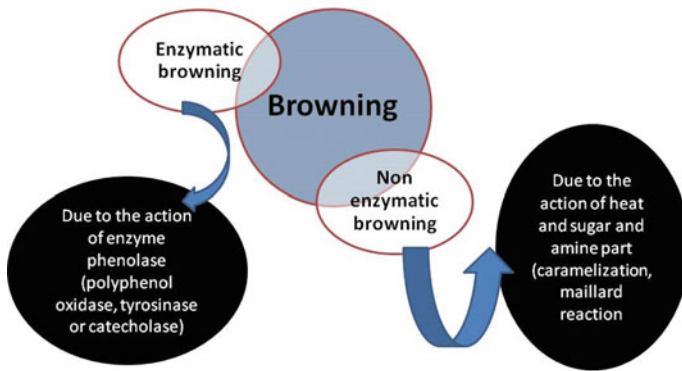 Enzymatic
browning
Browning
Non
enzymatic
browning
Due to the action
of enzyme
phenolase
(polyphenol
oxidase, tyrosinase
or catecholase)
Due to the
action of heat
and sugar and
amine part
(caramelization,
maillard
reaction